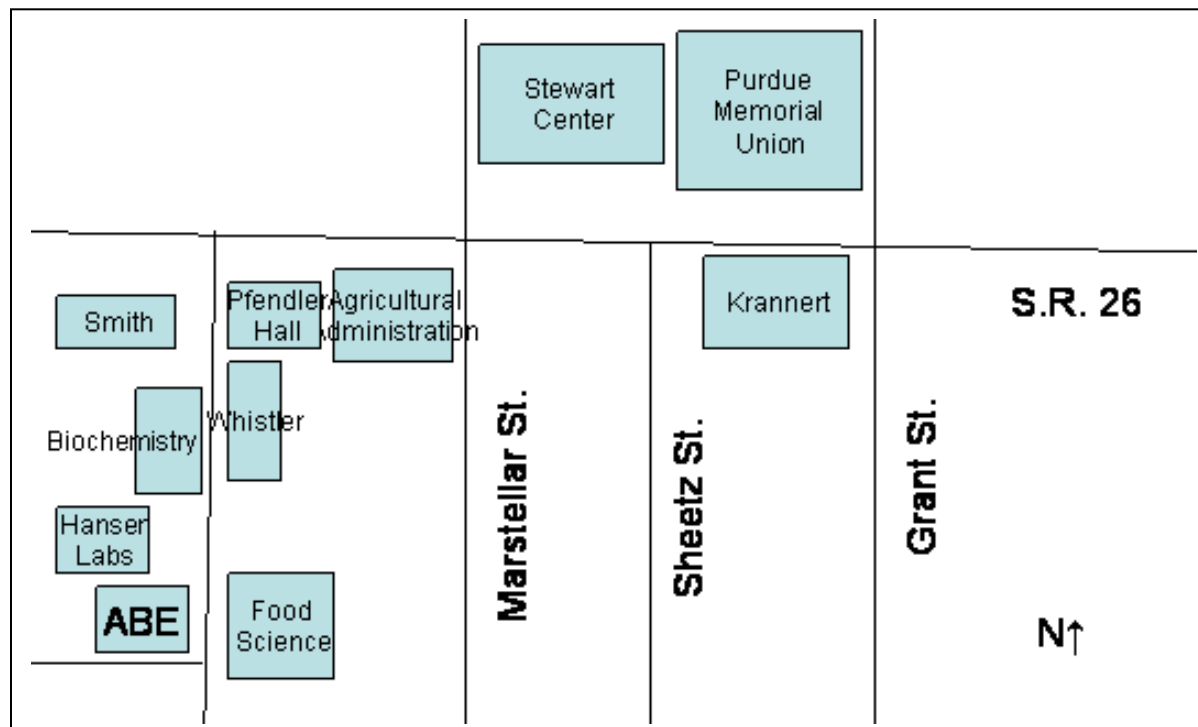 Stewart
Center
Purdue
Memorial
Union
Smith
Pfendler
Hall
Agricultural
Administration
Krannert
S.R. 26
Biochemistry
Whistler
Marstellar St.
Sheetz St.
Grant St.
Hansen
Labs
ABE
Food
Science
N↑